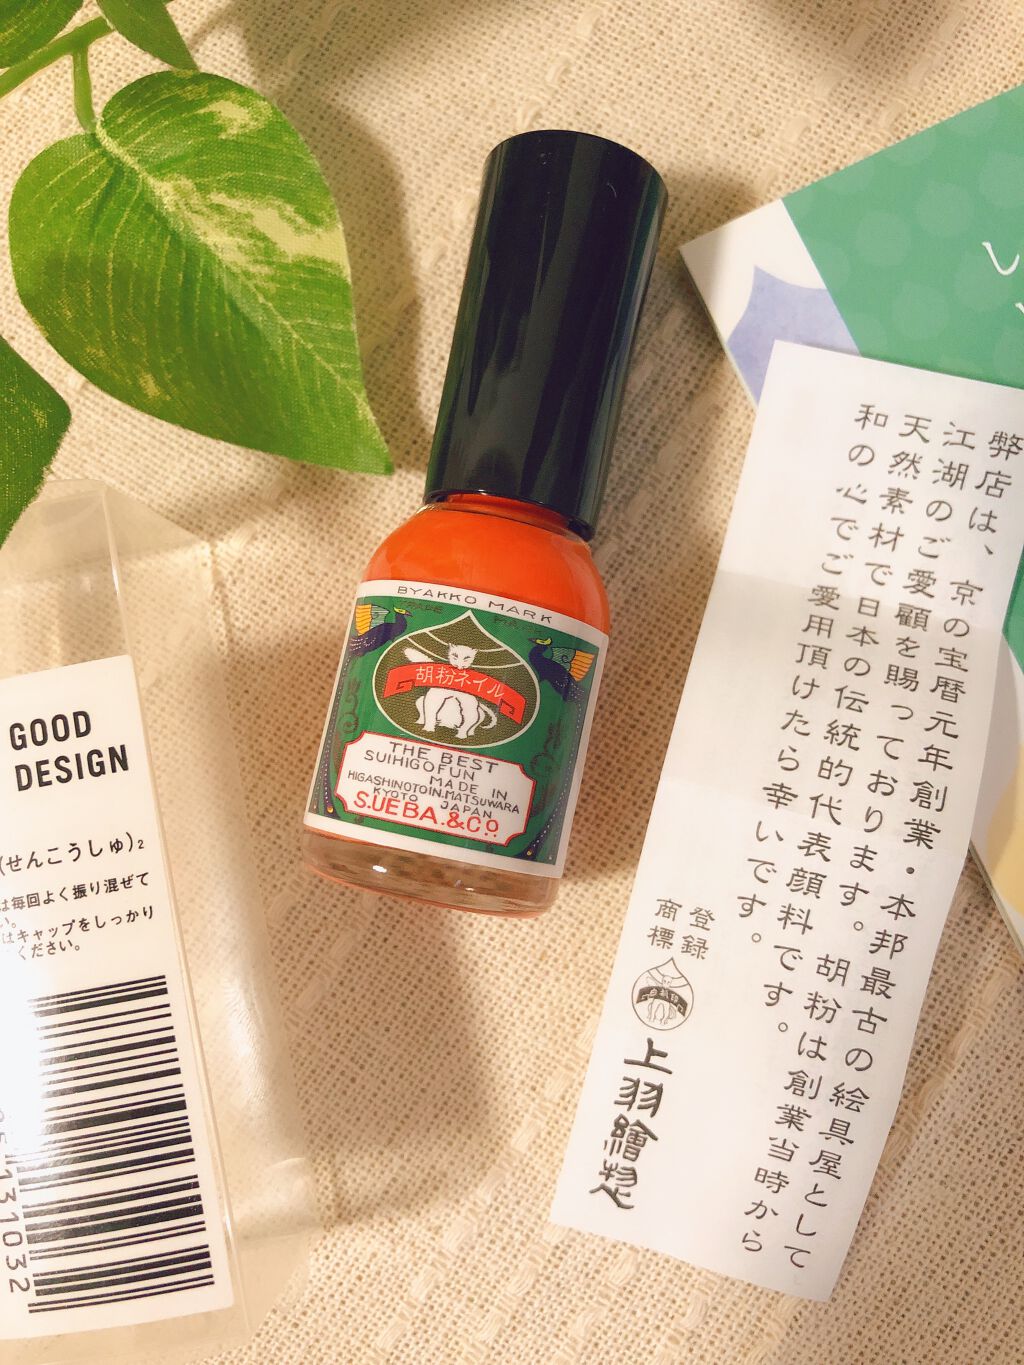 BYAKKO MARK
TRADE
胡粉ネイル
THE BEST
SUIHIGOFUN
MADE IN
HIGASHINOTOIN.MATSUWARA
KYOTO JAPAN
S.UEBA.&CO.
GOOD
DESIGN
(せんこうしゅ)2
は毎回よく振り混ぜて
い。
はキャップをしっかり
ください。
131032
弊店は、京の宝暦元年創業・本邦最古の絵具屋として
江湖のご愛顧を賜っております。胡粉は創業当時から
天然素材で日本の伝統的代表顔料です。
和の心でご愛用頂けたら幸いです。
登録
商標
上羽繪惣